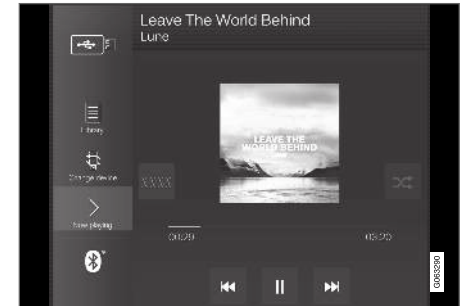 Leave The World Behind
Lune
Library
Change device
Now playing
LEAVE THE
WORLD BEHIND
00:20
03:20
G063290